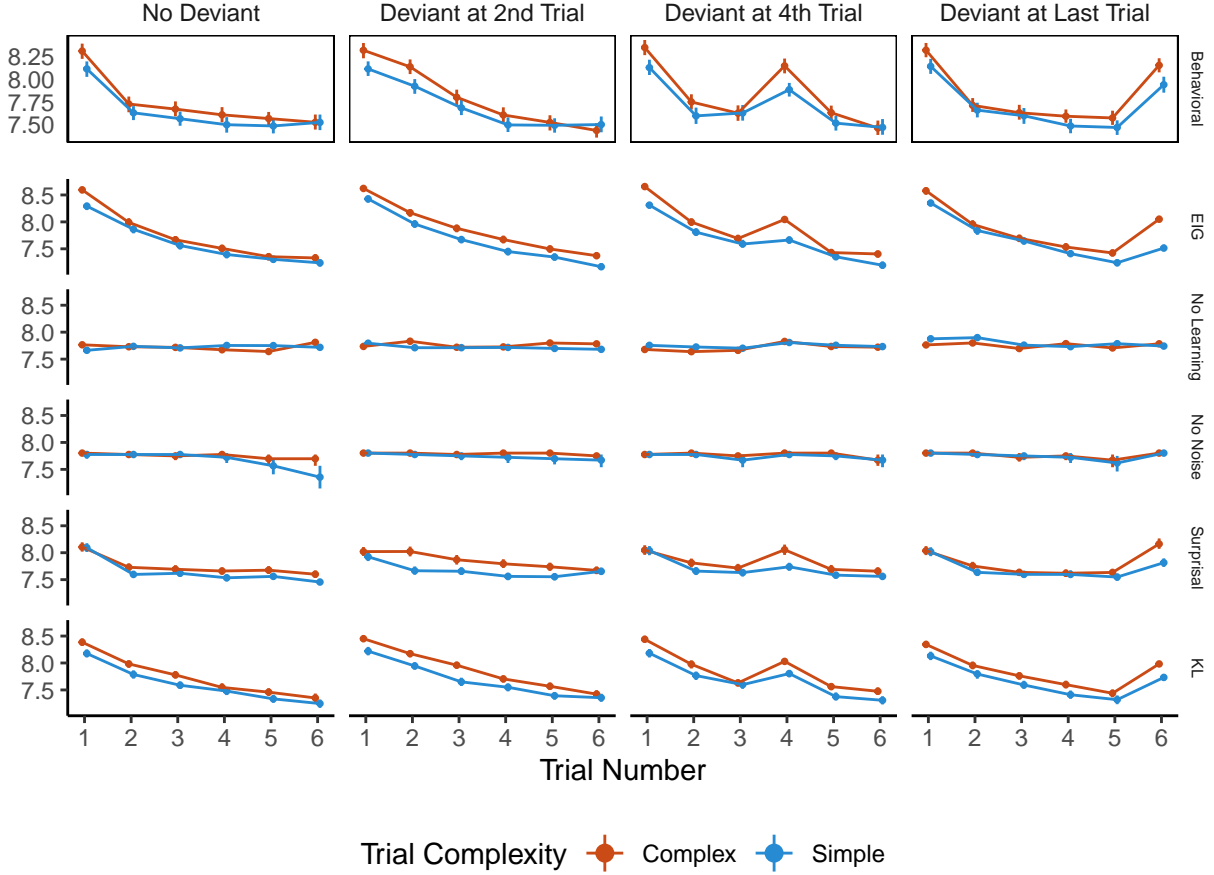 No Deviant Deviant at 2nd Trial Deviant at 4th Trial Deviant at Last Trial
8.25
8.00
7.75
7.50
Behavioral
8.5
8.0
7.5
EIG
8.5
8.0
7.5
No Learning
8.5
8.0
7.5
No Noise
8.5
8.0
7.5
Surprisal
8.5
8.0
7.5
KL
1 2 3 4 5 6 1 2 3 4 5 6 1 2 3 4 5 6 1 2 3 4 5 6
Trial Number
Trial Complexity Complex Simple